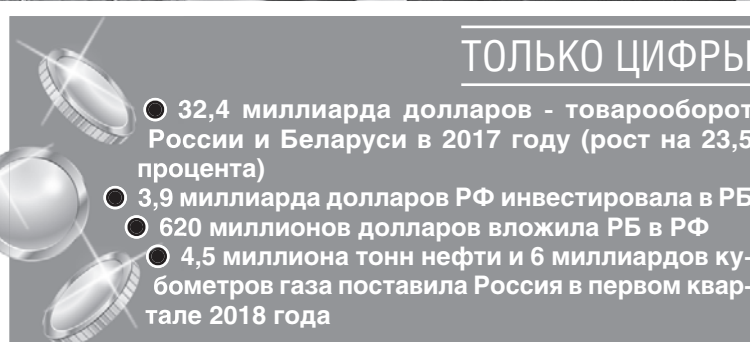 ТОЛЬКО ЦИФРЫ
32,4 миллиарда долларов - товарооборот
России и Беларуси в 2017 году (рост на 23,5
процента)
3,9 миллиарда долларов РФ инвестировала в РБ
620 миллионов долларов вложила РБ в РФ
4,5 миллиона тонн нефти и 6 миллиардов ку-
бометров газа поставила Россия в первом квар-
тале 2018 года